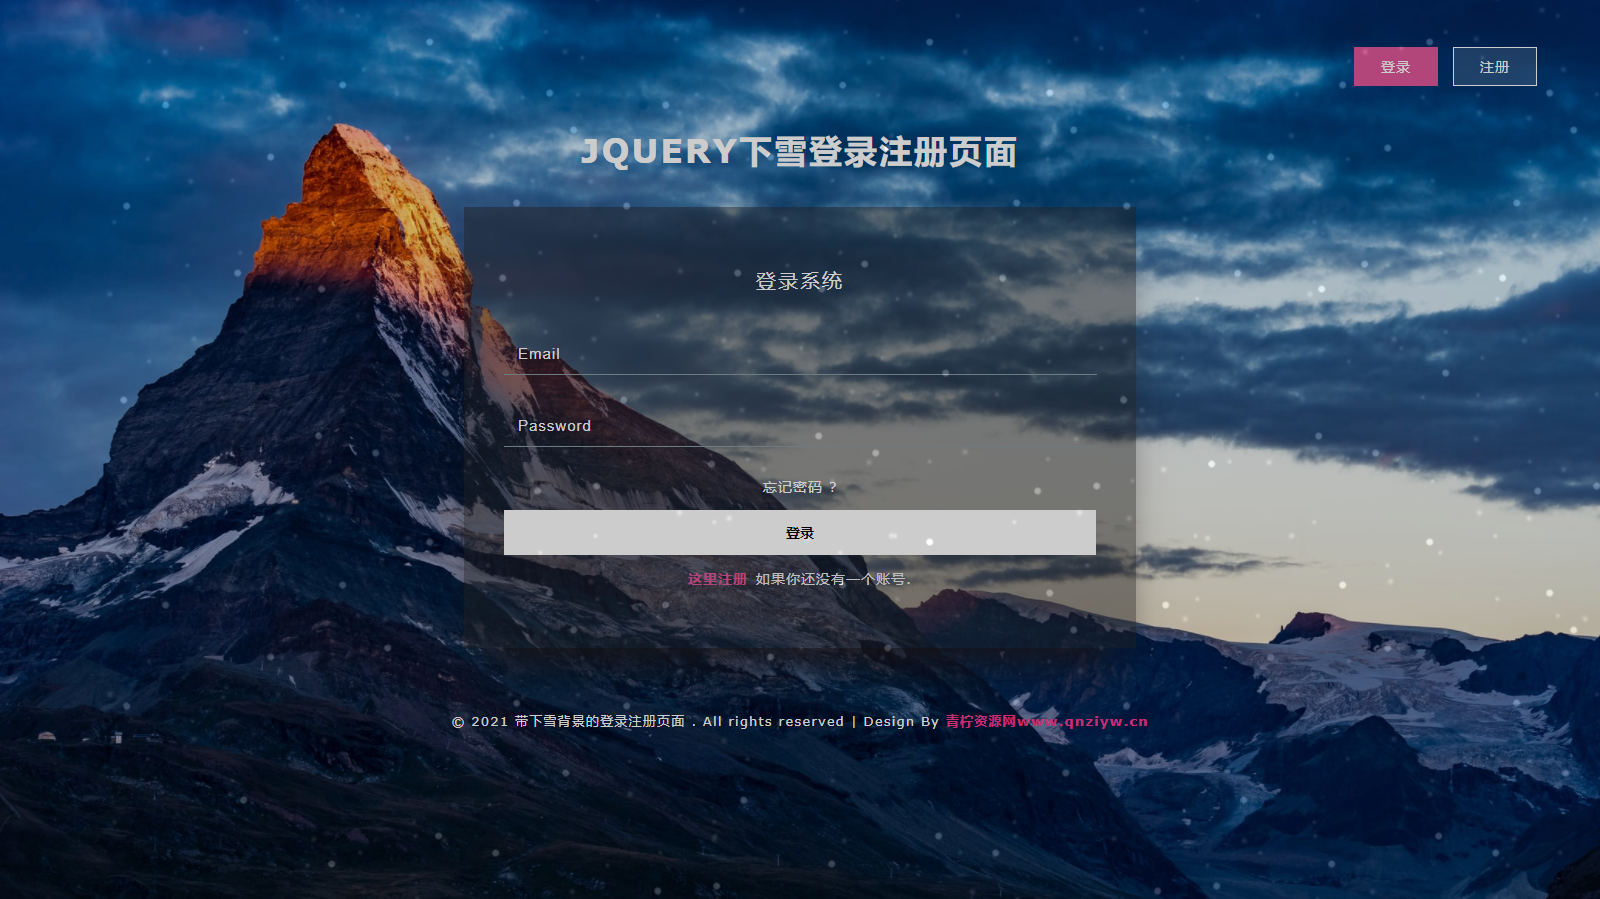 登录
注册
JQUERY下雪登录注册页面
登录系统
Email
Password
忘记密码 ?
登录
这里注册 如果你还没有一个账号.
© 2021 带下雪背景的登录注册页面 . All rights reserved | Design By 青柠资源网www.qnziyw.cn